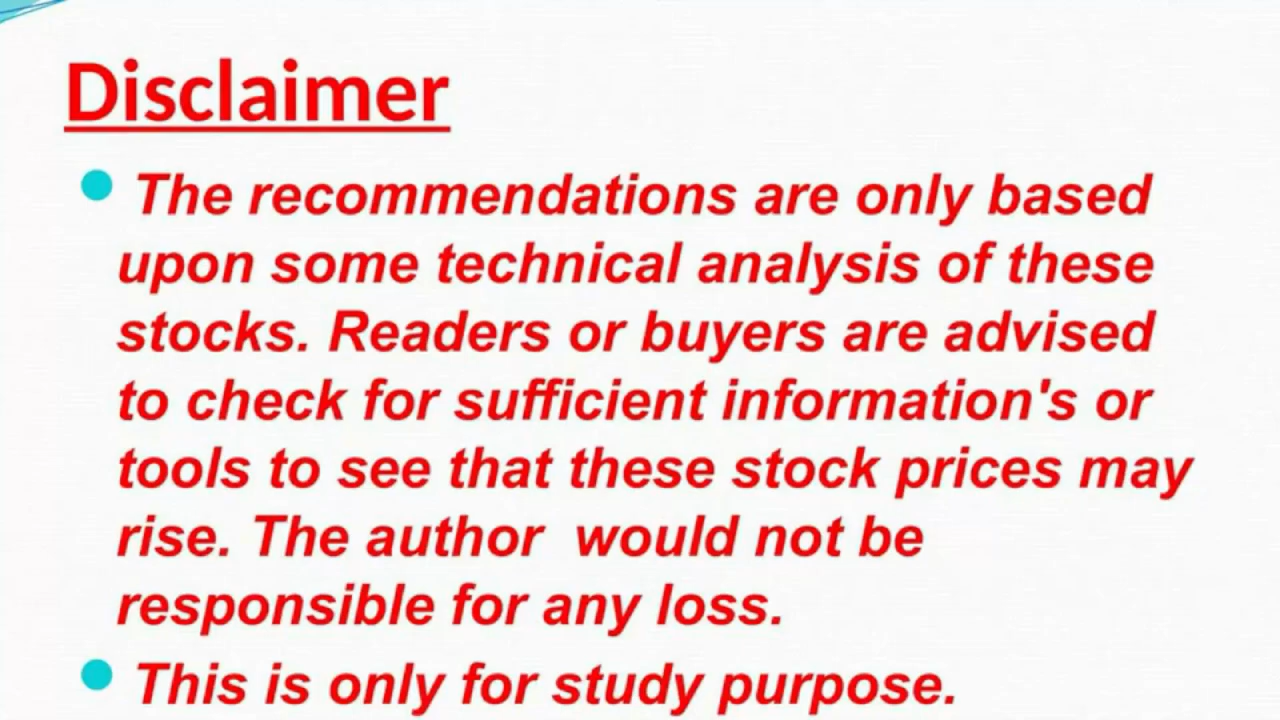 Disclaimer
The recommendations are only based
upon some technical analysis of these
stocks. Readers or buyers are advised
to check for sufficient information's or
tools to see that these stock prices may
rise. The author  would not be
responsible for any loss.
This is only for study purpose.